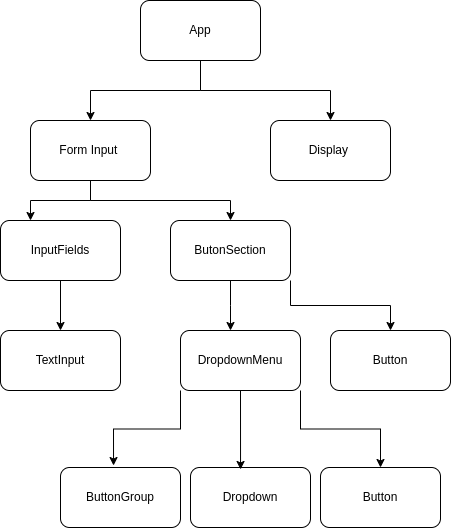 App
Form Input
Display
InputFields
ButonSection
TextInput
DropdownMenu
Button
ButtonGroup
Dropdown
Button